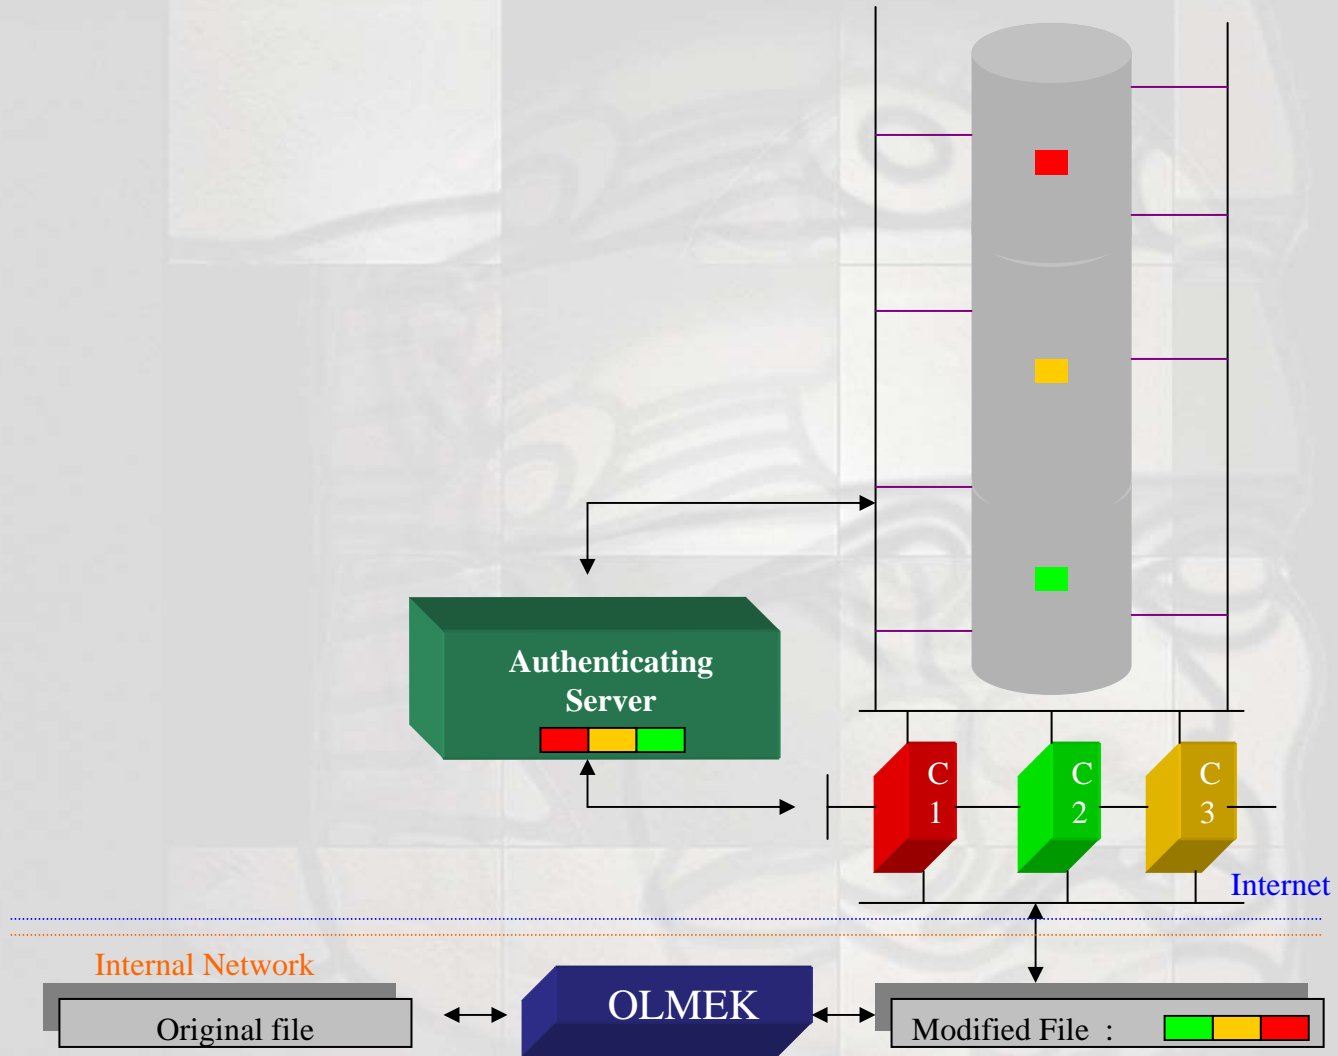 Authenticating
Server
C
1
C
2
C
3
Internet
Internal Network
Original file
OLMEK
Modified File :